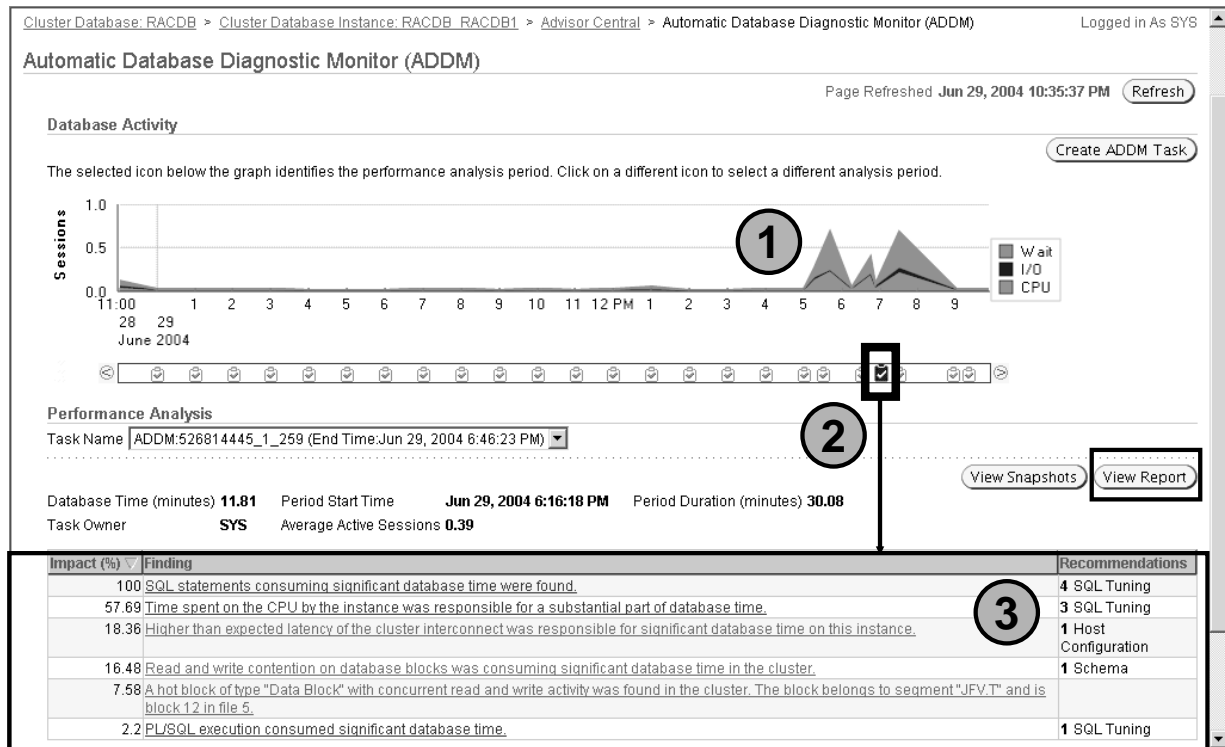 Cluster Database: RACDB > Cluster Database Instance: RACDB_RACDB1 > Advisor Central > Automatic Database Diagnostic Monitor (ADDM) Logged in As SYS
Automatic Database Diagnostic Monitor (ADDM)
Page Refreshed Jun 29, 2004 10:35:37 PM Refresh
Database Activity
Create ADDM Task
The selected icon below the graph identifies the performance analysis period. Click on a different icon to select a different analysis period.
Sessions
1.0
0.5
0.0
1
Wait
I/O
CPU
11:00 1 2 3 4 5 6 7 8 9 10 11 12 PM 1 2 3 4 5 6 7 8 9
28 29
June 2004
Performance Analysis
2
Task Name ADDM:526814445_1_259 (End Time:Jun 29, 2004 6:46:23 PM)
View Snapshots View Report
Database Time (minutes) 11.81 Period Start Time Jun 29, 2004 6:16:18 PM Period Duration (minutes) 30.08
Task Owner SYS Average Active Sessions 0.39
Impact (%) Finding Recommendations
100 SQL statements consuming significant database time were found. 4 SQL Tuning
57.69 Time spent on the CPU by the instance was responsible for a substantial part of database time. 3 SQL Tuning
3
18.36 Higher than expected latency of the cluster interconnect was responsible for significant database time on this instance. 1 Host
Configuration
16.48 Read and write contention on database blocks was consuming significant database time in the cluster. 1 Schema
7.58 A hot block of type "Data Block" with concurrent read and write activity was found in the cluster. The block belongs to segment "JFV.T" and is
block 12 in file 5.
2.2 PL/SQL execution consumed significant database time. 1 SQL Tuning